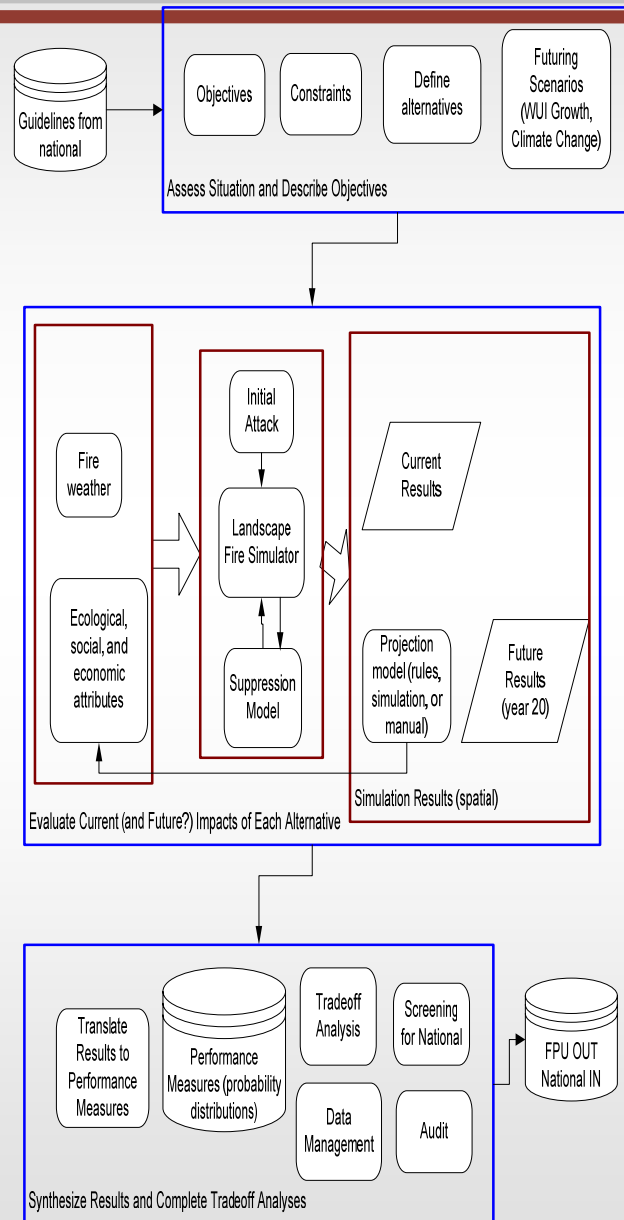 Guidelines from
national
Objectives
Constraints
Define
alternatives
Futuring
Scenarios
(WUI Growth,
Climate Change)
Assess Situation and Describe Objectives
Fire
weather
Ecological,
social, and
economic
attributes
Initial
Attack
Landscape
Fire Simulator
Suppression
Model
Current
Results
Projection
model (rules,
simulation, or
manual)
Future
Results
(year 20)
Simulation Results (spatial)
Evaluate Current (and Future?) Impacts of Each Alternative
Translate
Results to
Performance
Measures
Performance
Measures (probability
distributions)
Tradeoff
Analysis
Screening
for National
Data
Management
Audit
FPU OUT
National IN
Synthesize Results and Complete Tradeoff Analyses